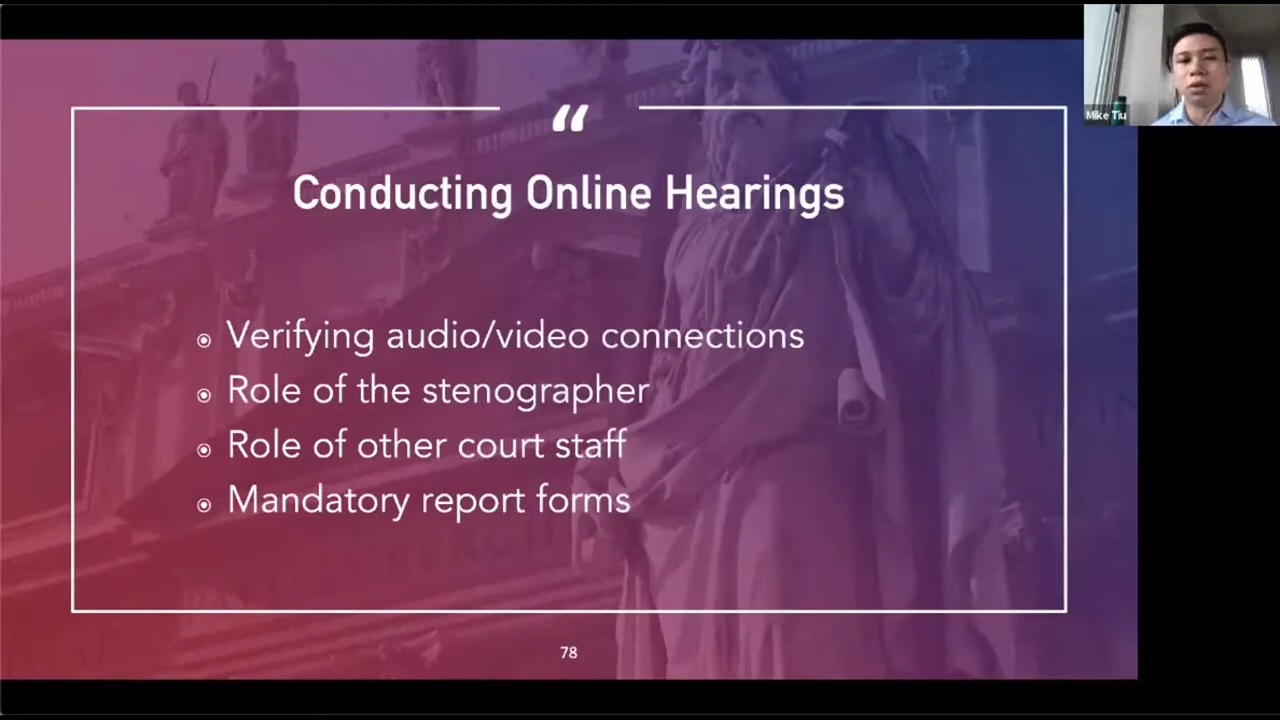 “
Conducting Online Hearings
Verifying audio/video connections
Role of the stenographer
Role of other court staff
Mandatory report forms
78
Mike Tiu